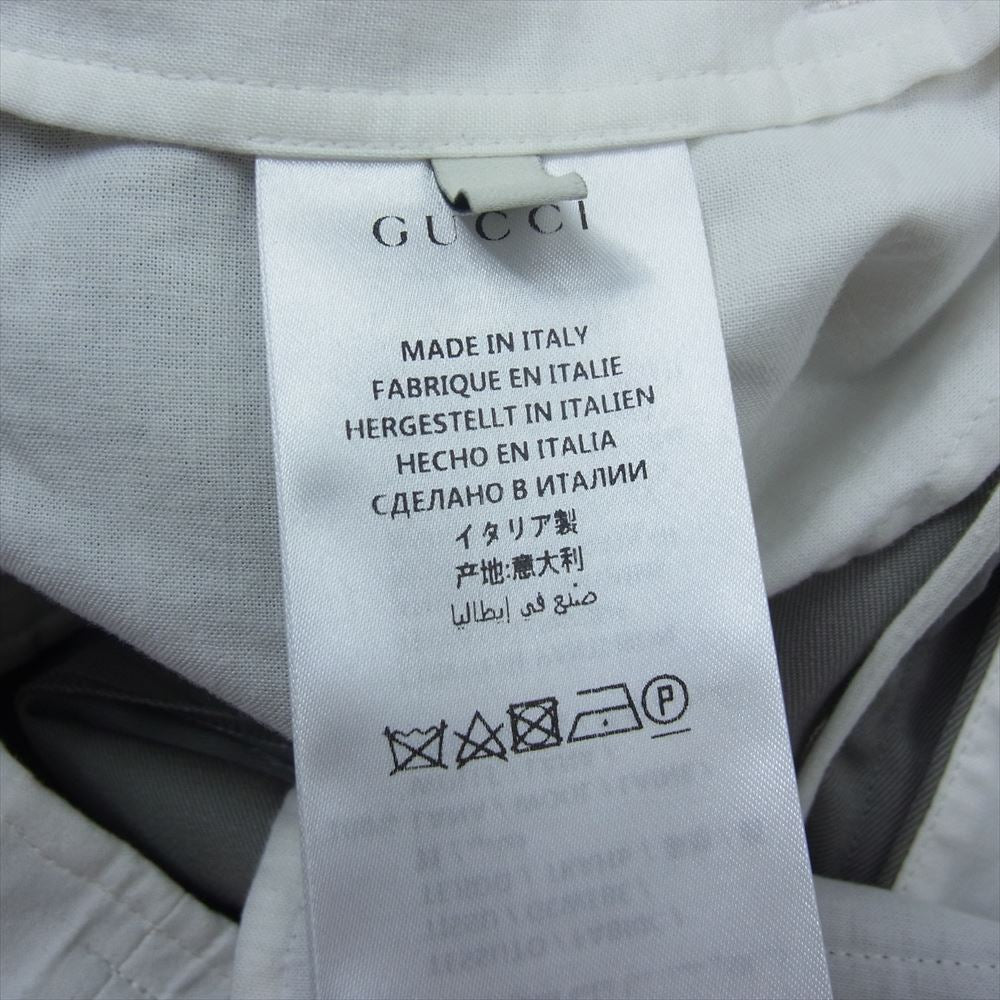 GUCCI
MADE IN ITALY
FABRIQUE EN ITALIE
HERGESTELLT IN ITALIEN
HECHO EN ITALIA
СДЕЛАНО В ИТАЛИИ
イタリア製
产地:意大利
صنع في إيطاليا
P